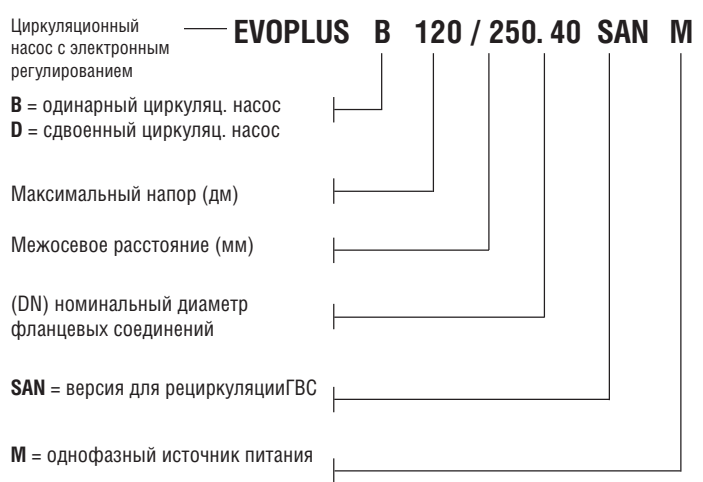 Циркуляционный
насос с электронным
регулированием
EVOPLUS B 120 / 250. 40 SAN M
B = одинарный циркуляц. насос
D = сдвоенный циркуляц. насос
Максимальный напор (дм)
Межосевое расстояние (мм)
(DN) номинальный диаметр
фланцевых соединений
SAN = версия для рециркуляцииГВС
M = однофазный источник питания